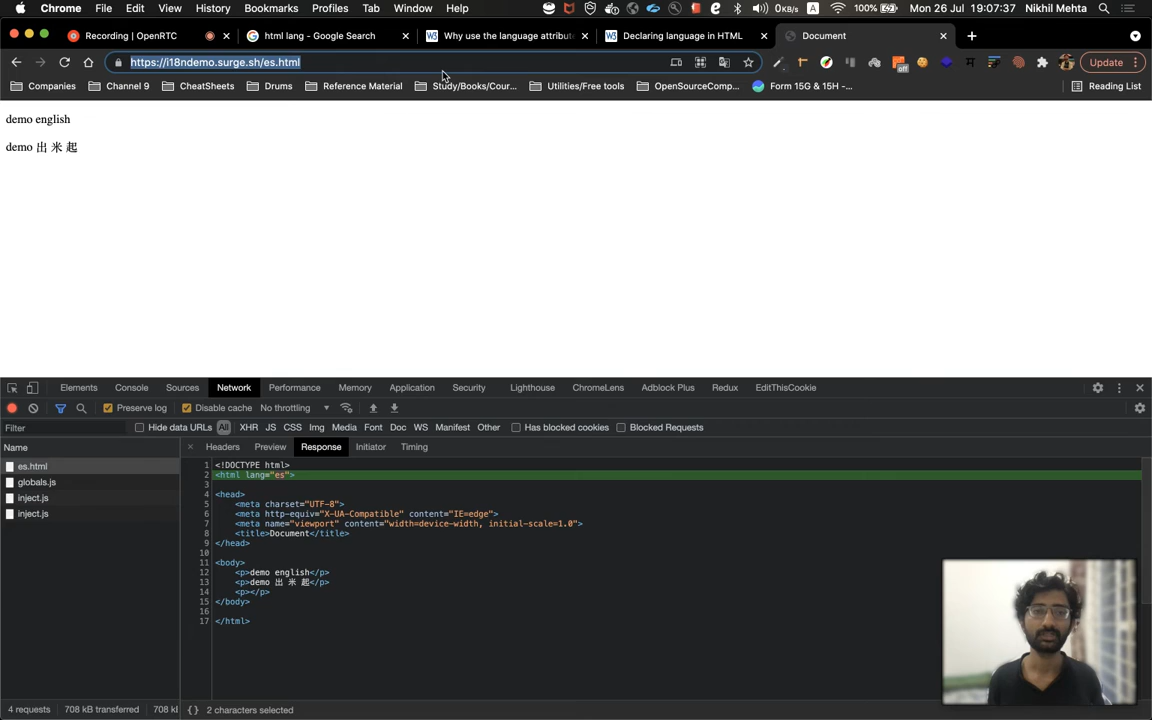 Chrome File Edit View History Bookmarks Profiles Tab Window Help 0KB/s A 100% Mon 26 Jul 19:07:37 Nikhil Mehta
Recording | OpenRTC html lang - Google Search Why use the language attribute Declaring language in HTML Document
https://i18ndemo.surge.sh/es.html Update
Companies Channel 9 CheatSheets Drums Reference Material Study/Books/Cour... Utilities/Free tools OpenSourceComp... Form 15G & 15H -... Reading List
demo english
demo 出 米 起
Elements Console Sources Network Performance Memory Application Security Lighthouse ChromeLens Adblock Plus Redux EditThisCookie
Preserve log Disable cache No throttling
Filter Hide data URLs All XHR JS CSS Img Media Font Doc WS Manifest Other Has blocked cookies Blocked Requests
Name Headers Preview Response Initiator Timing
es.html
globals.js
inject.js
inject.js
1 <!DOCTYPE html>
2 <html lang="es">
3
4 <head>
5 <meta charset="UTF-8">
6 <meta http-equiv="X-UA-Compatible" content="IE=edge">
7 <meta name="viewport" content="width=device-width, initial-scale=1.0">
8 <title>Document</title>
9 </head>
10
11 <body>
12 <p>demo english</p>
13 <p>demo 出 米 起</p>
14 <p></p>
15 </body>
16
17 </html>
4 requests 708 kB transferred 708 k {} 2 characters selected